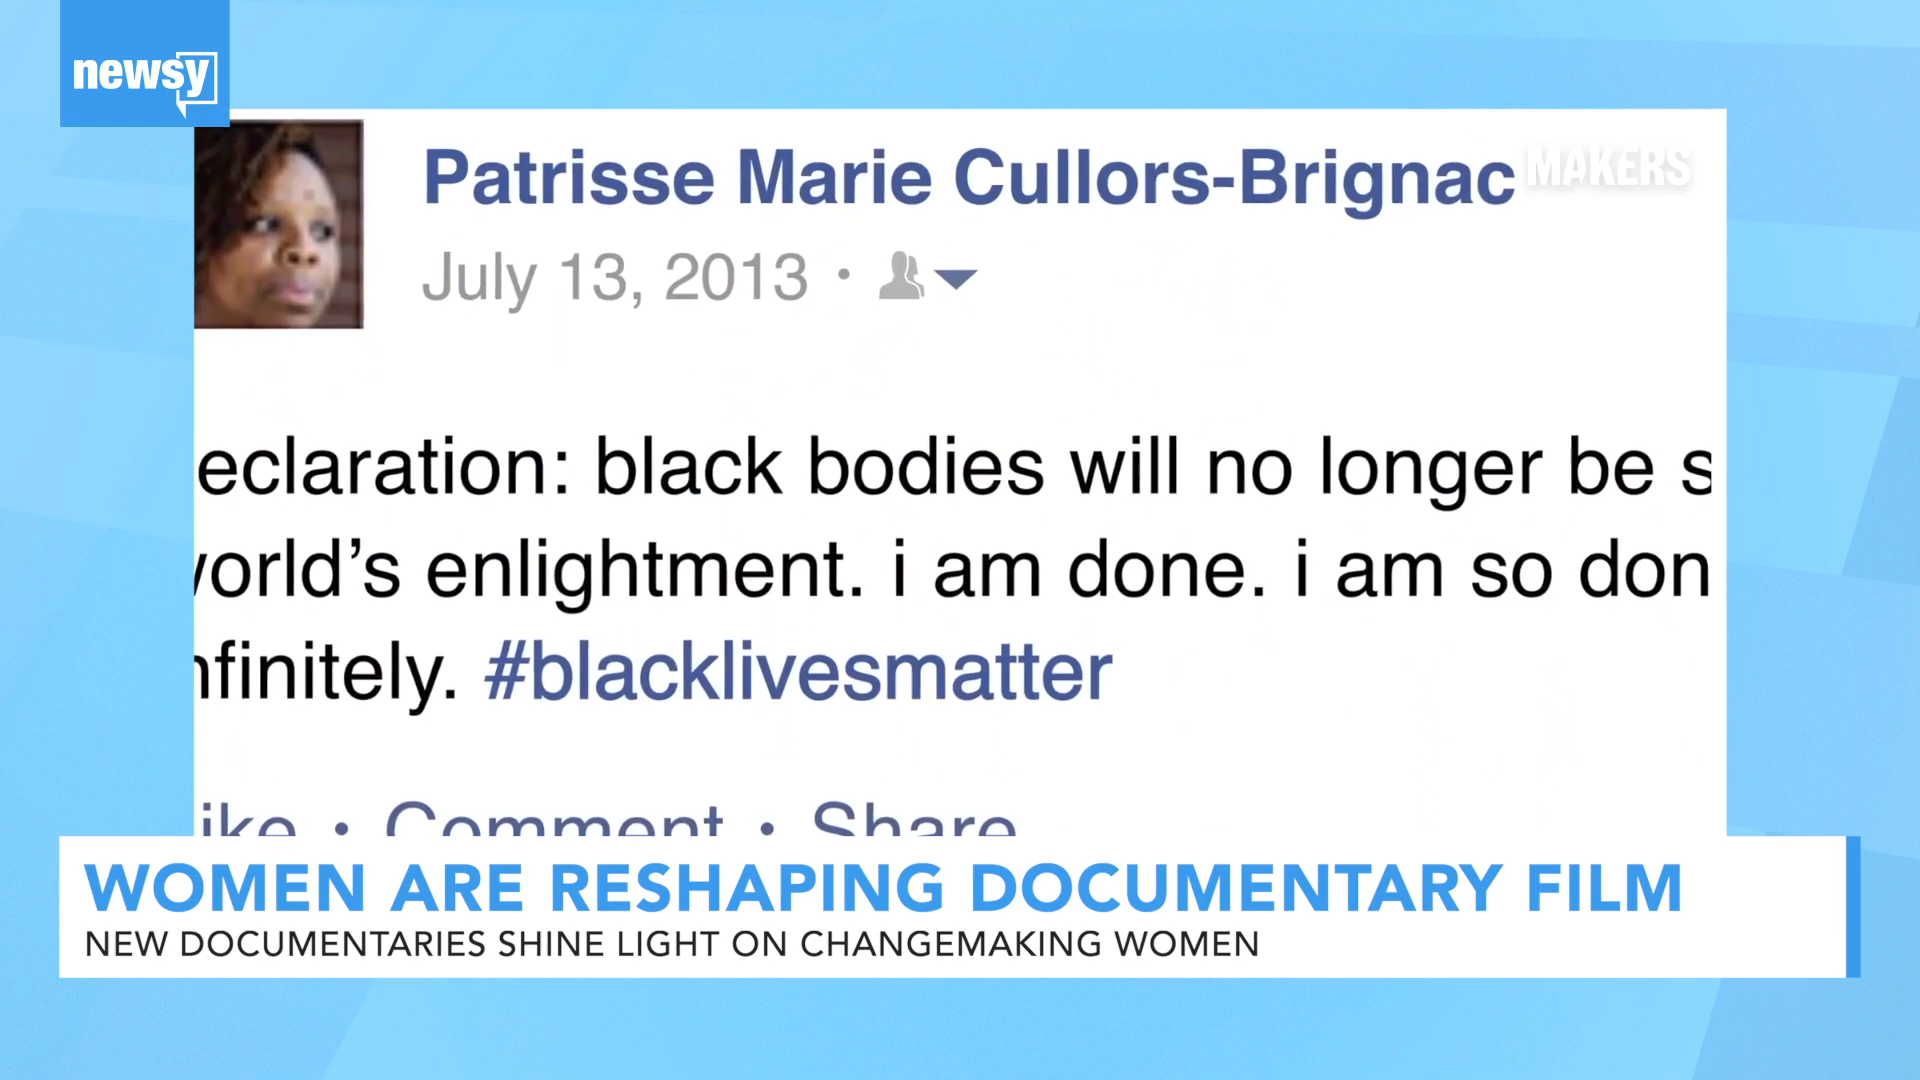 newsy
Patrisse Marie Cullors-Brignac
MAKERS
July 13, 2013 ·
eclaration: black bodies will no longer be s
orld’s enlightment. i am done. i am so don
nfinitely. #blacklivesmatter
ike · Comment · Share
WOMEN ARE RESHAPING DOCUMENTARY FILM
NEW DOCUMENTARIES SHINE LIGHT ON CHANGEMAKING WOMEN